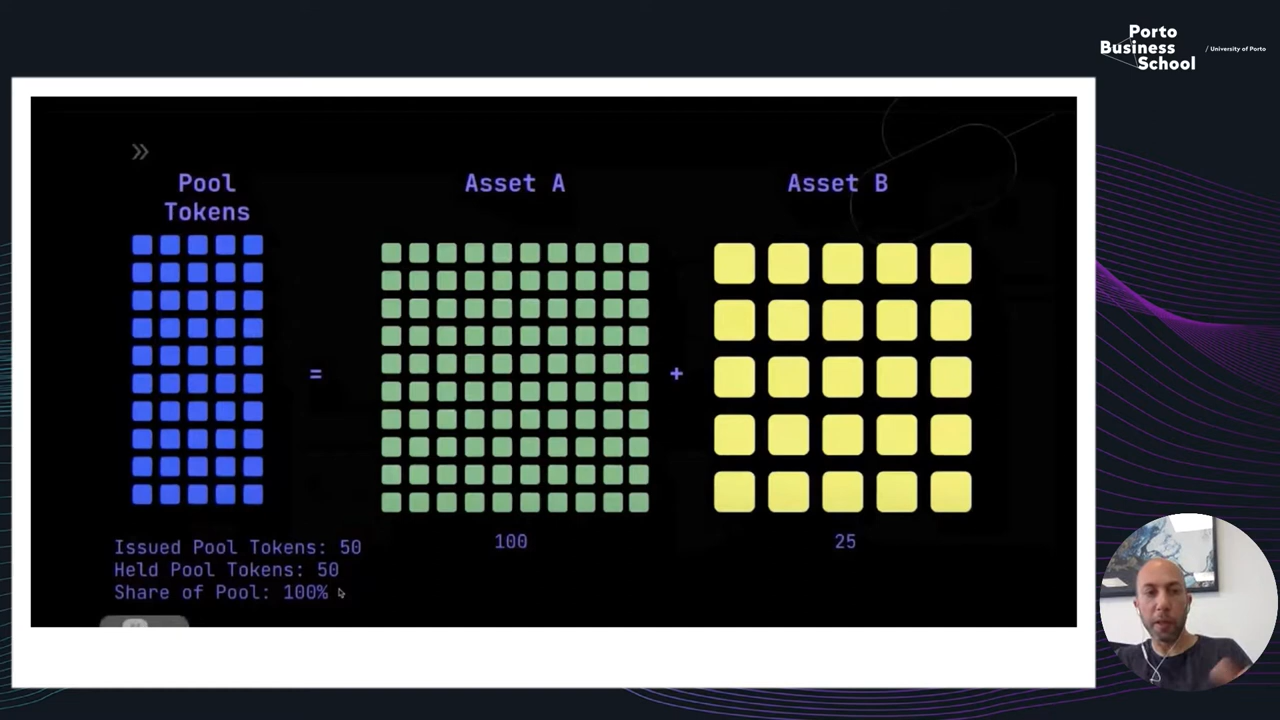 Porto
Business
School
/ University of Porto
»
Pool
Tokens
Asset A
Asset B
=
+
100
25
Issued Pool Tokens: 50
Held Pool Tokens: 50
Share of Pool: 100%